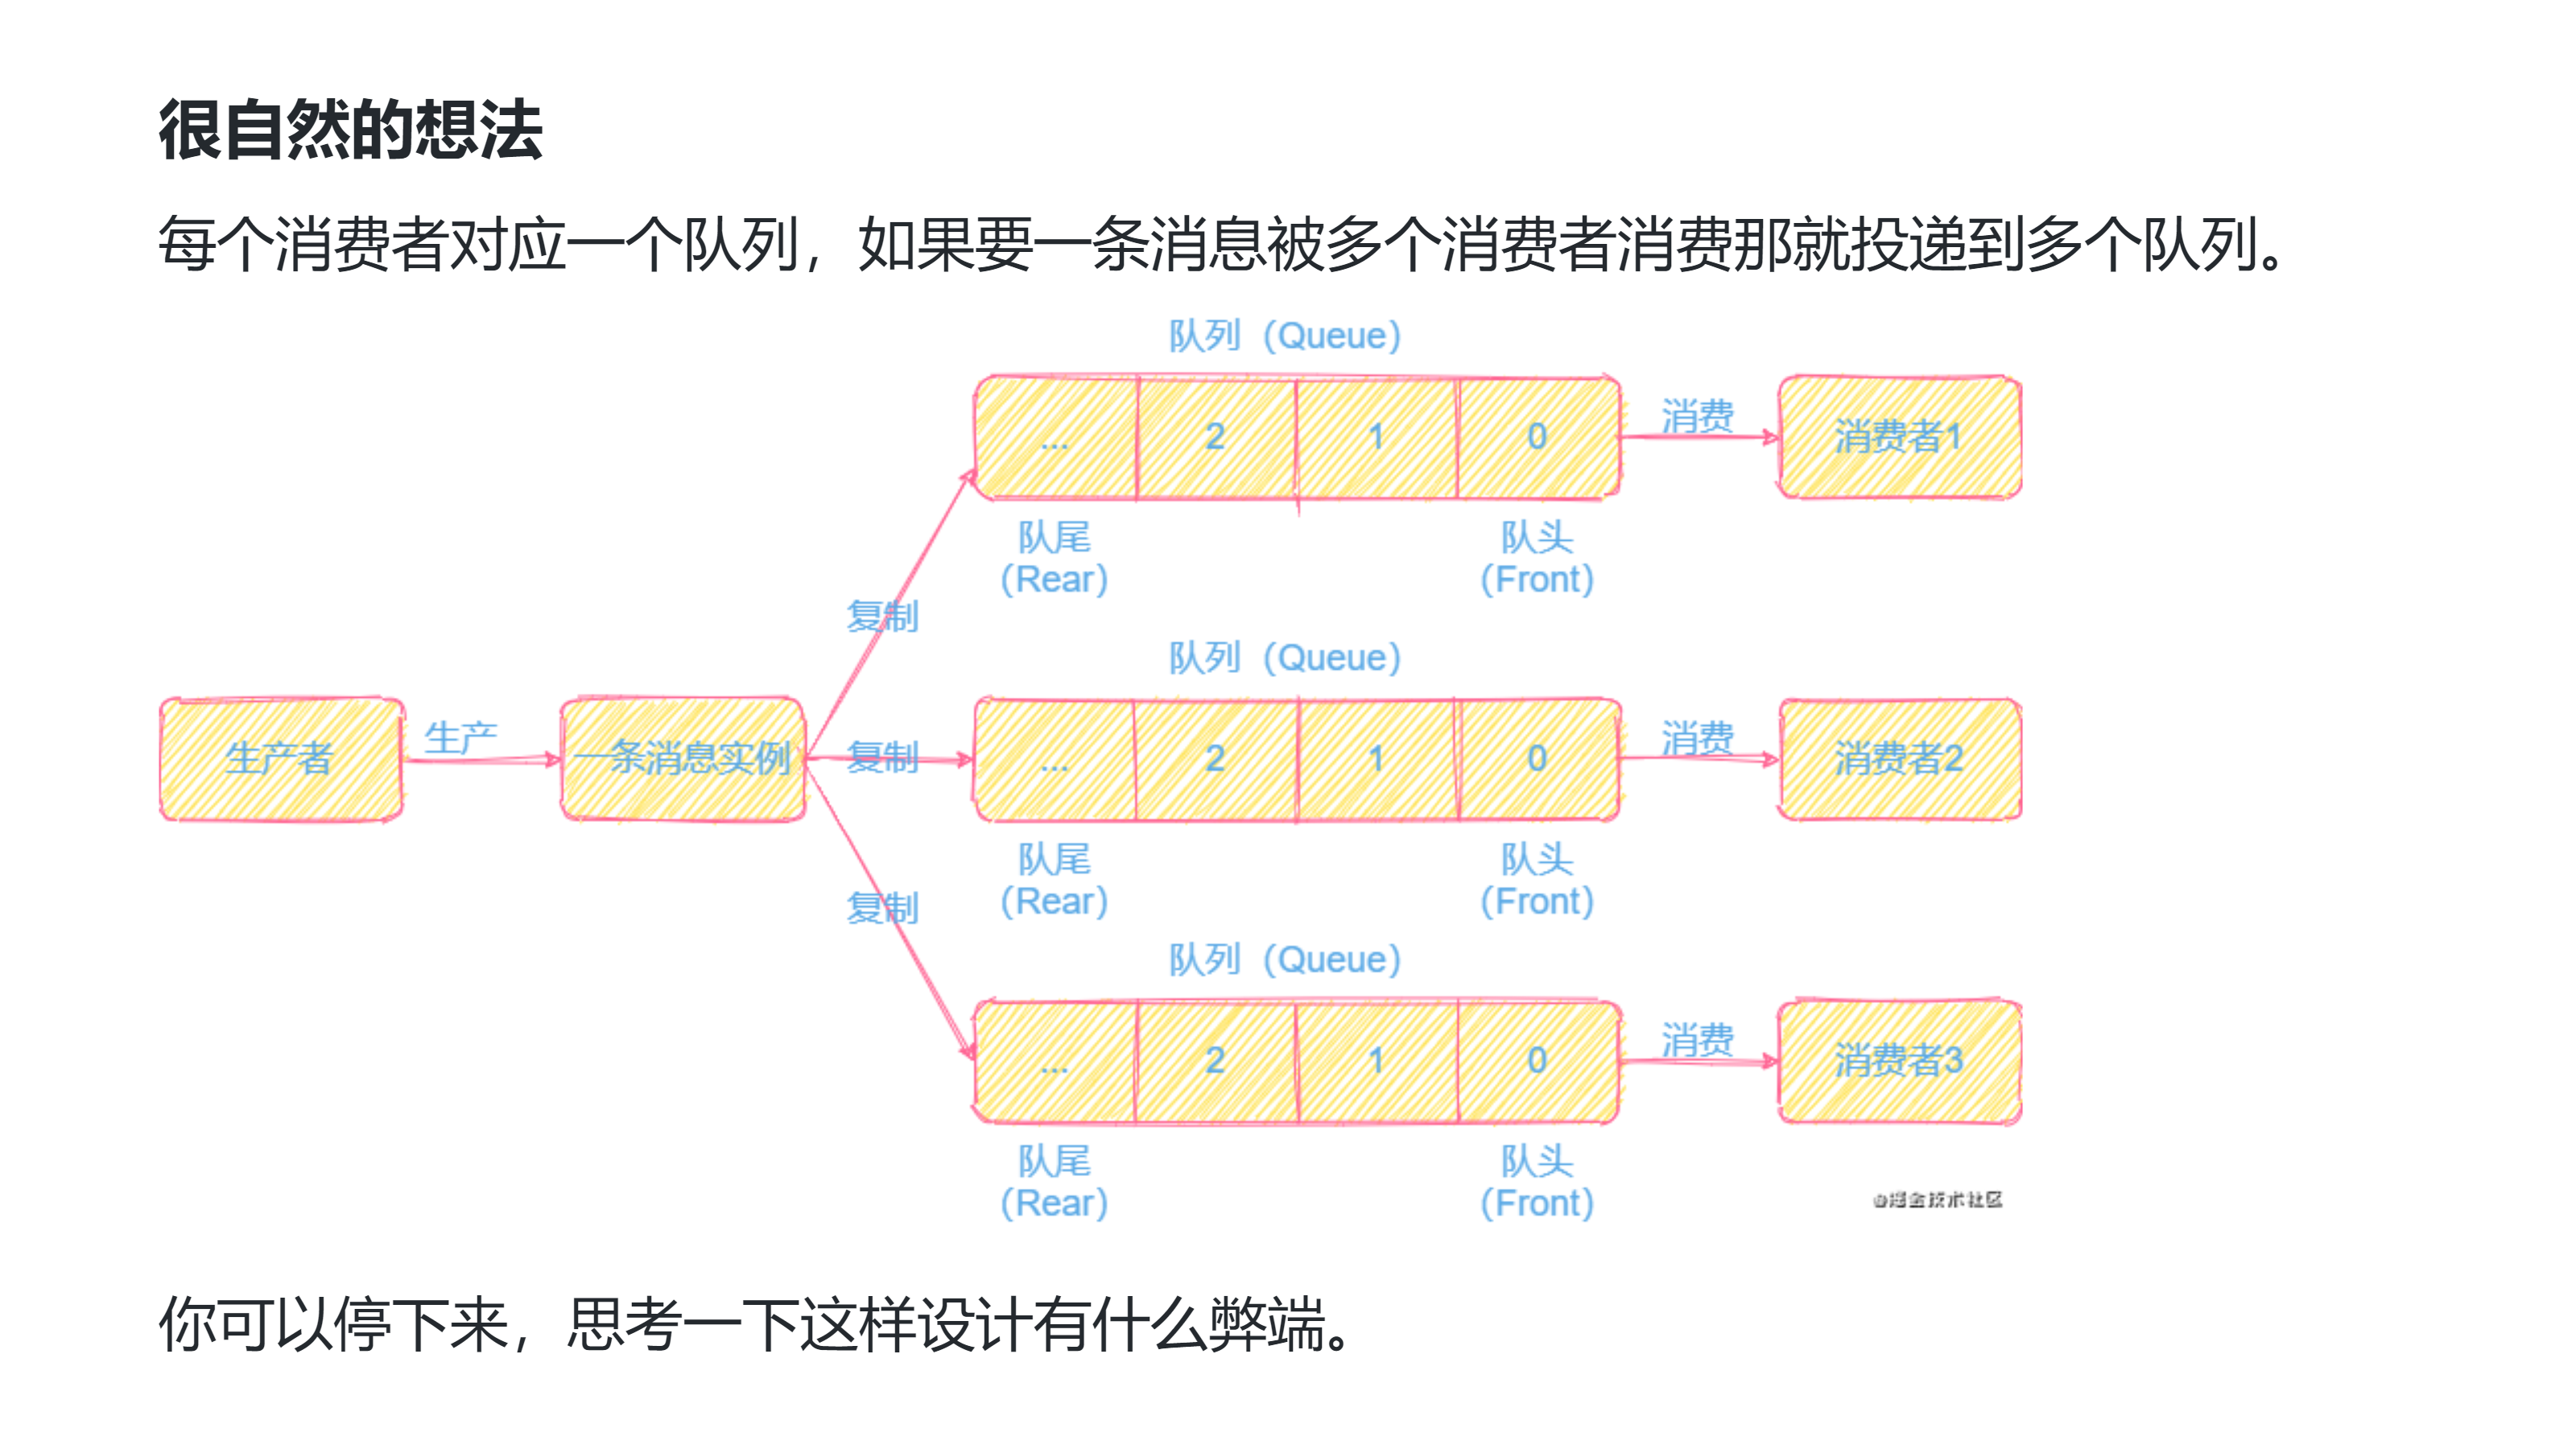 很自然的想法
每个消费者对应一个队列，如果要一条消息被多个消费者消费那就投递到多个队列。
队列（Queue）
... 2 1 0
消费
消费者1
队尾
（Rear）
队头
（Front）
复制
队列（Queue）
生产者
生产
一条消息实例
复制
... 2 1 0
消费
消费者2
队尾
（Rear）
队头
（Front）
复制
队列（Queue）
... 2 1 0
消费
消费者3
队尾
（Rear）
队头
（Front）
@掘金技术社区
你可以停下来，思考一下这样设计有什么弊端。